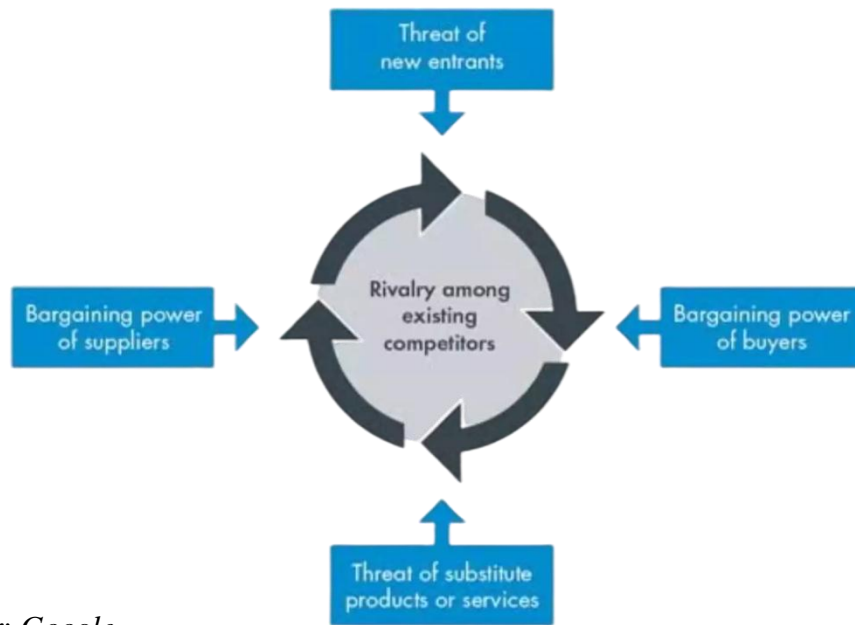 Threat of
new entrants
Rivalry among
existing
competitors
Bargaining power
of suppliers
Bargaining power
of buyers
Threat of substitute
products or services
Google